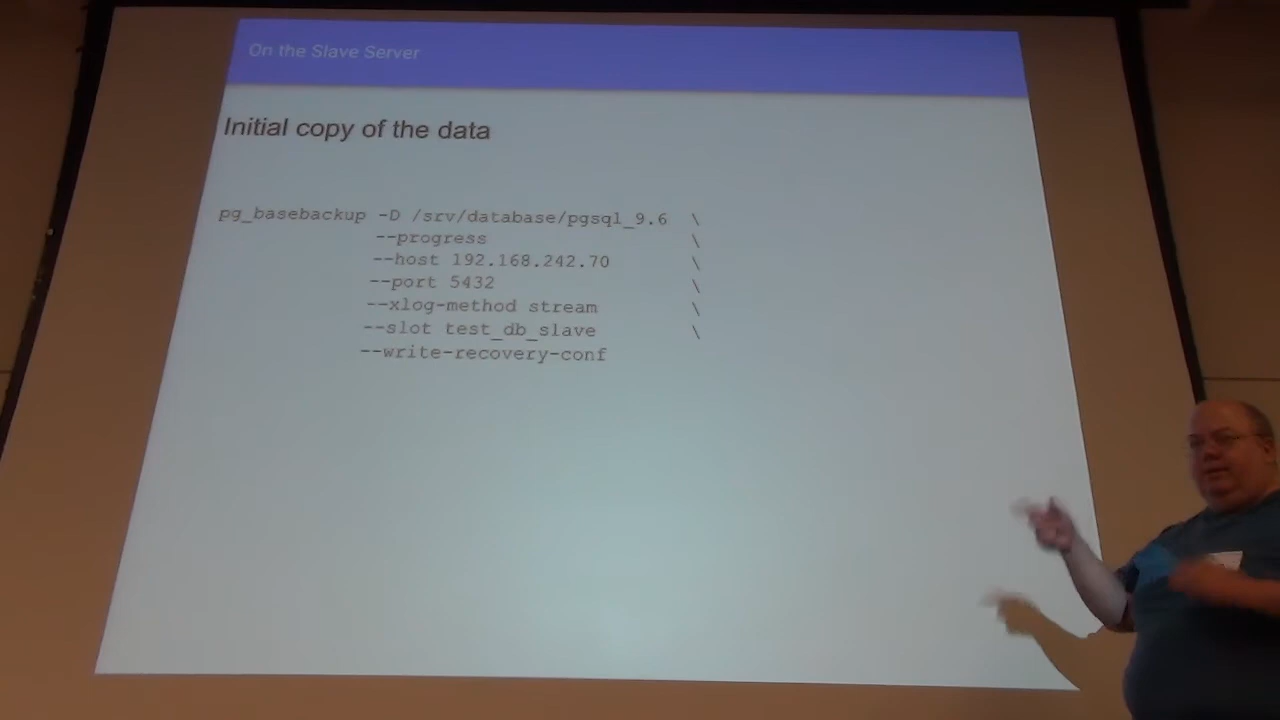 On the Slave Server
Initial copy of the data
pg_basebackup -D /srv/database/pgsql_9.6 \
--progress \
--host 192.168.242.70 \
--port 5432 \
--xlog-method stream \
--slot test_db_slave \
--write-recovery-conf